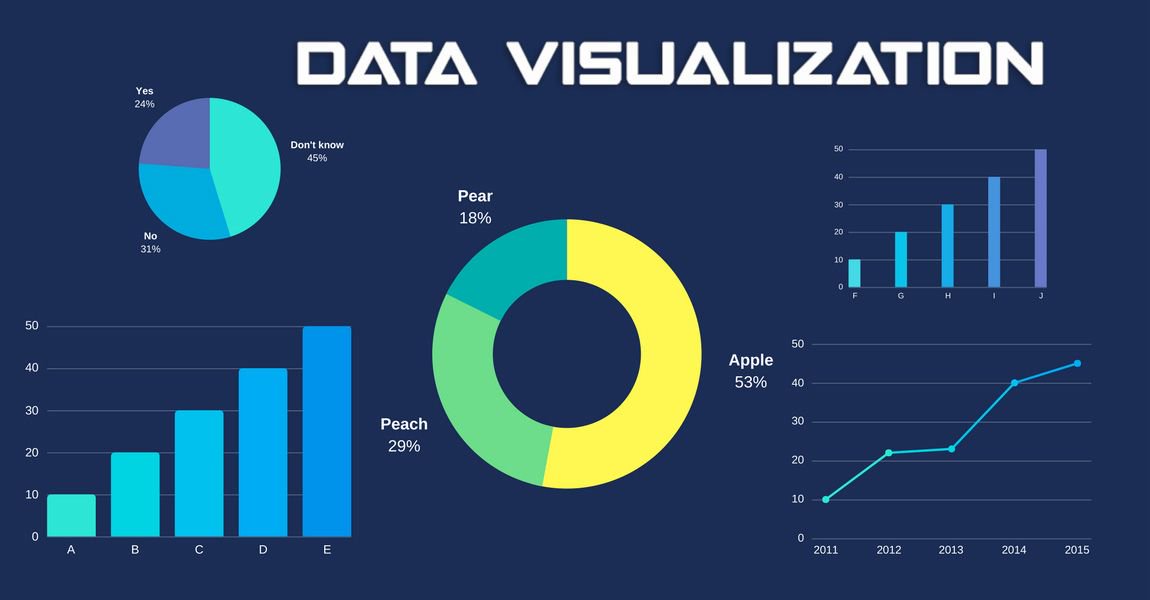 DATA VISUALIZATION
Yes
24%
Don't know
45%
No
31%
Pear
18%
Apple
53%
Peach
29%
50
40
30
20
10
0
F G H I J
50
40
30
20
10
0
A B C D E
50
40
30
20
10
0
2011 2012 2013 2014 2015